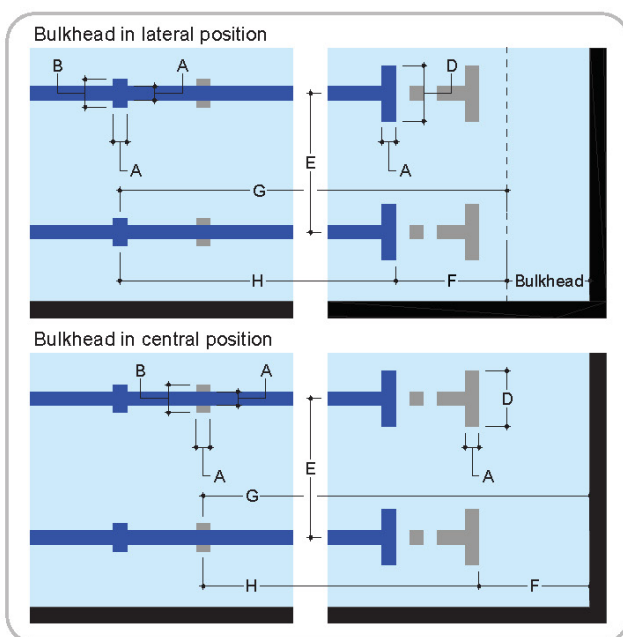 Bulkhead in lateral position
B
A
D
A
A
E
G
H
F
Bulkhead
Bulkhead in central position
B
A
D
E
A
A
G
H
F